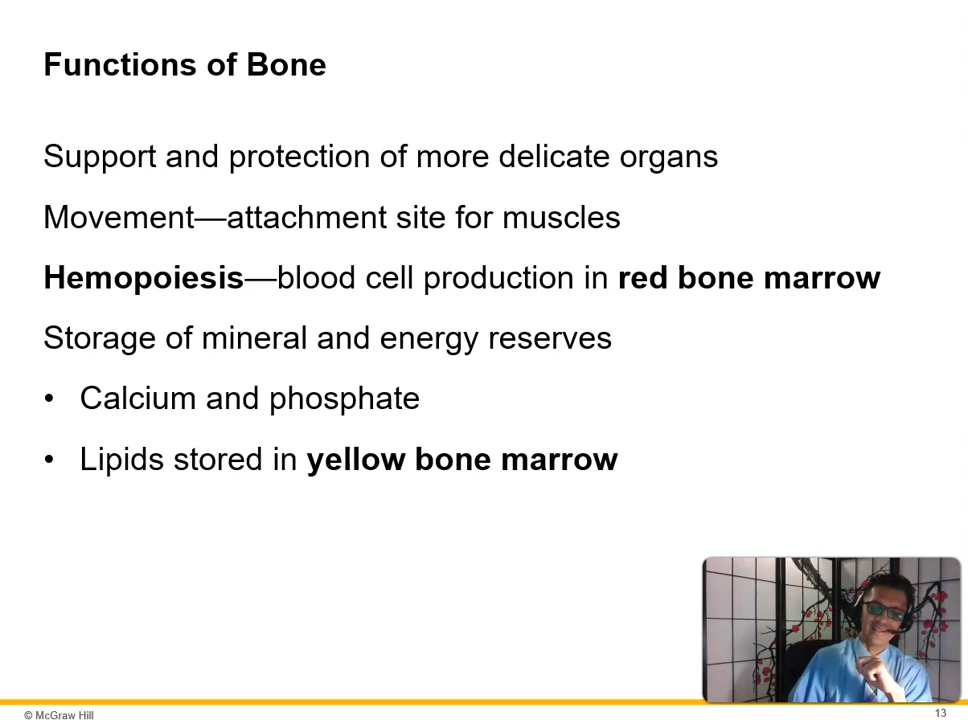 Functions of Bone
Support and protection of more delicate organs
Movement—attachment site for muscles
Hemopoiesis—blood cell production in red bone marrow
Storage of mineral and energy reserves
• Calcium and phosphate
• Lipids stored in yellow bone marrow
© McGraw Hill
13